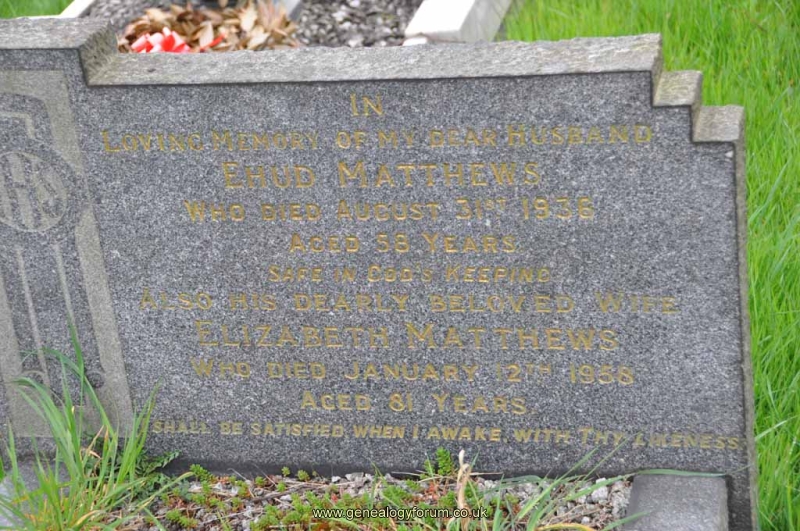 IHS
IN
LOVING MEMORY OF MY DEAR HUSBAND
EHUD MATTHEWS
WHO DIED AUGUST 31ST 1938
AGED 58 YEARS
SAFE IN GOD'S KEEPING
ALSO HIS DEARLY BELOVED WIFE
ELIZABETH MATTHEWS
WHO DIED JANUARY 12TH 1958
AGED 81 YEARS
I SHALL BE SATISFIED WHEN I AWAKE, WITH THY LIKENESS
www.genealogyforum.co.uk